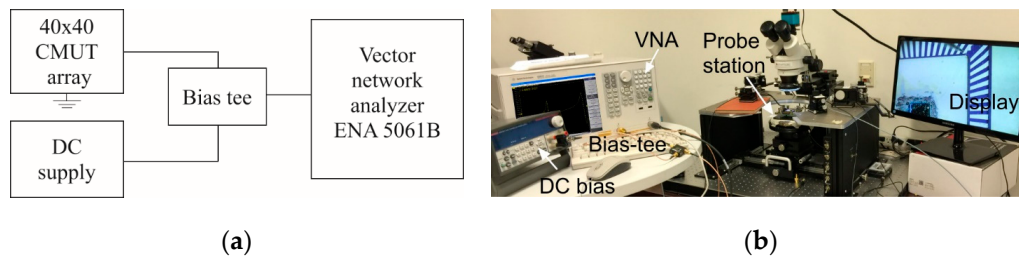 40x40
CMUT
array
Bias tee
DC
supply
Vector
network
analyzer
ENA 5061B
VNA
Probe
station
Display
Bias-tee
DC bias
(a)
(b)